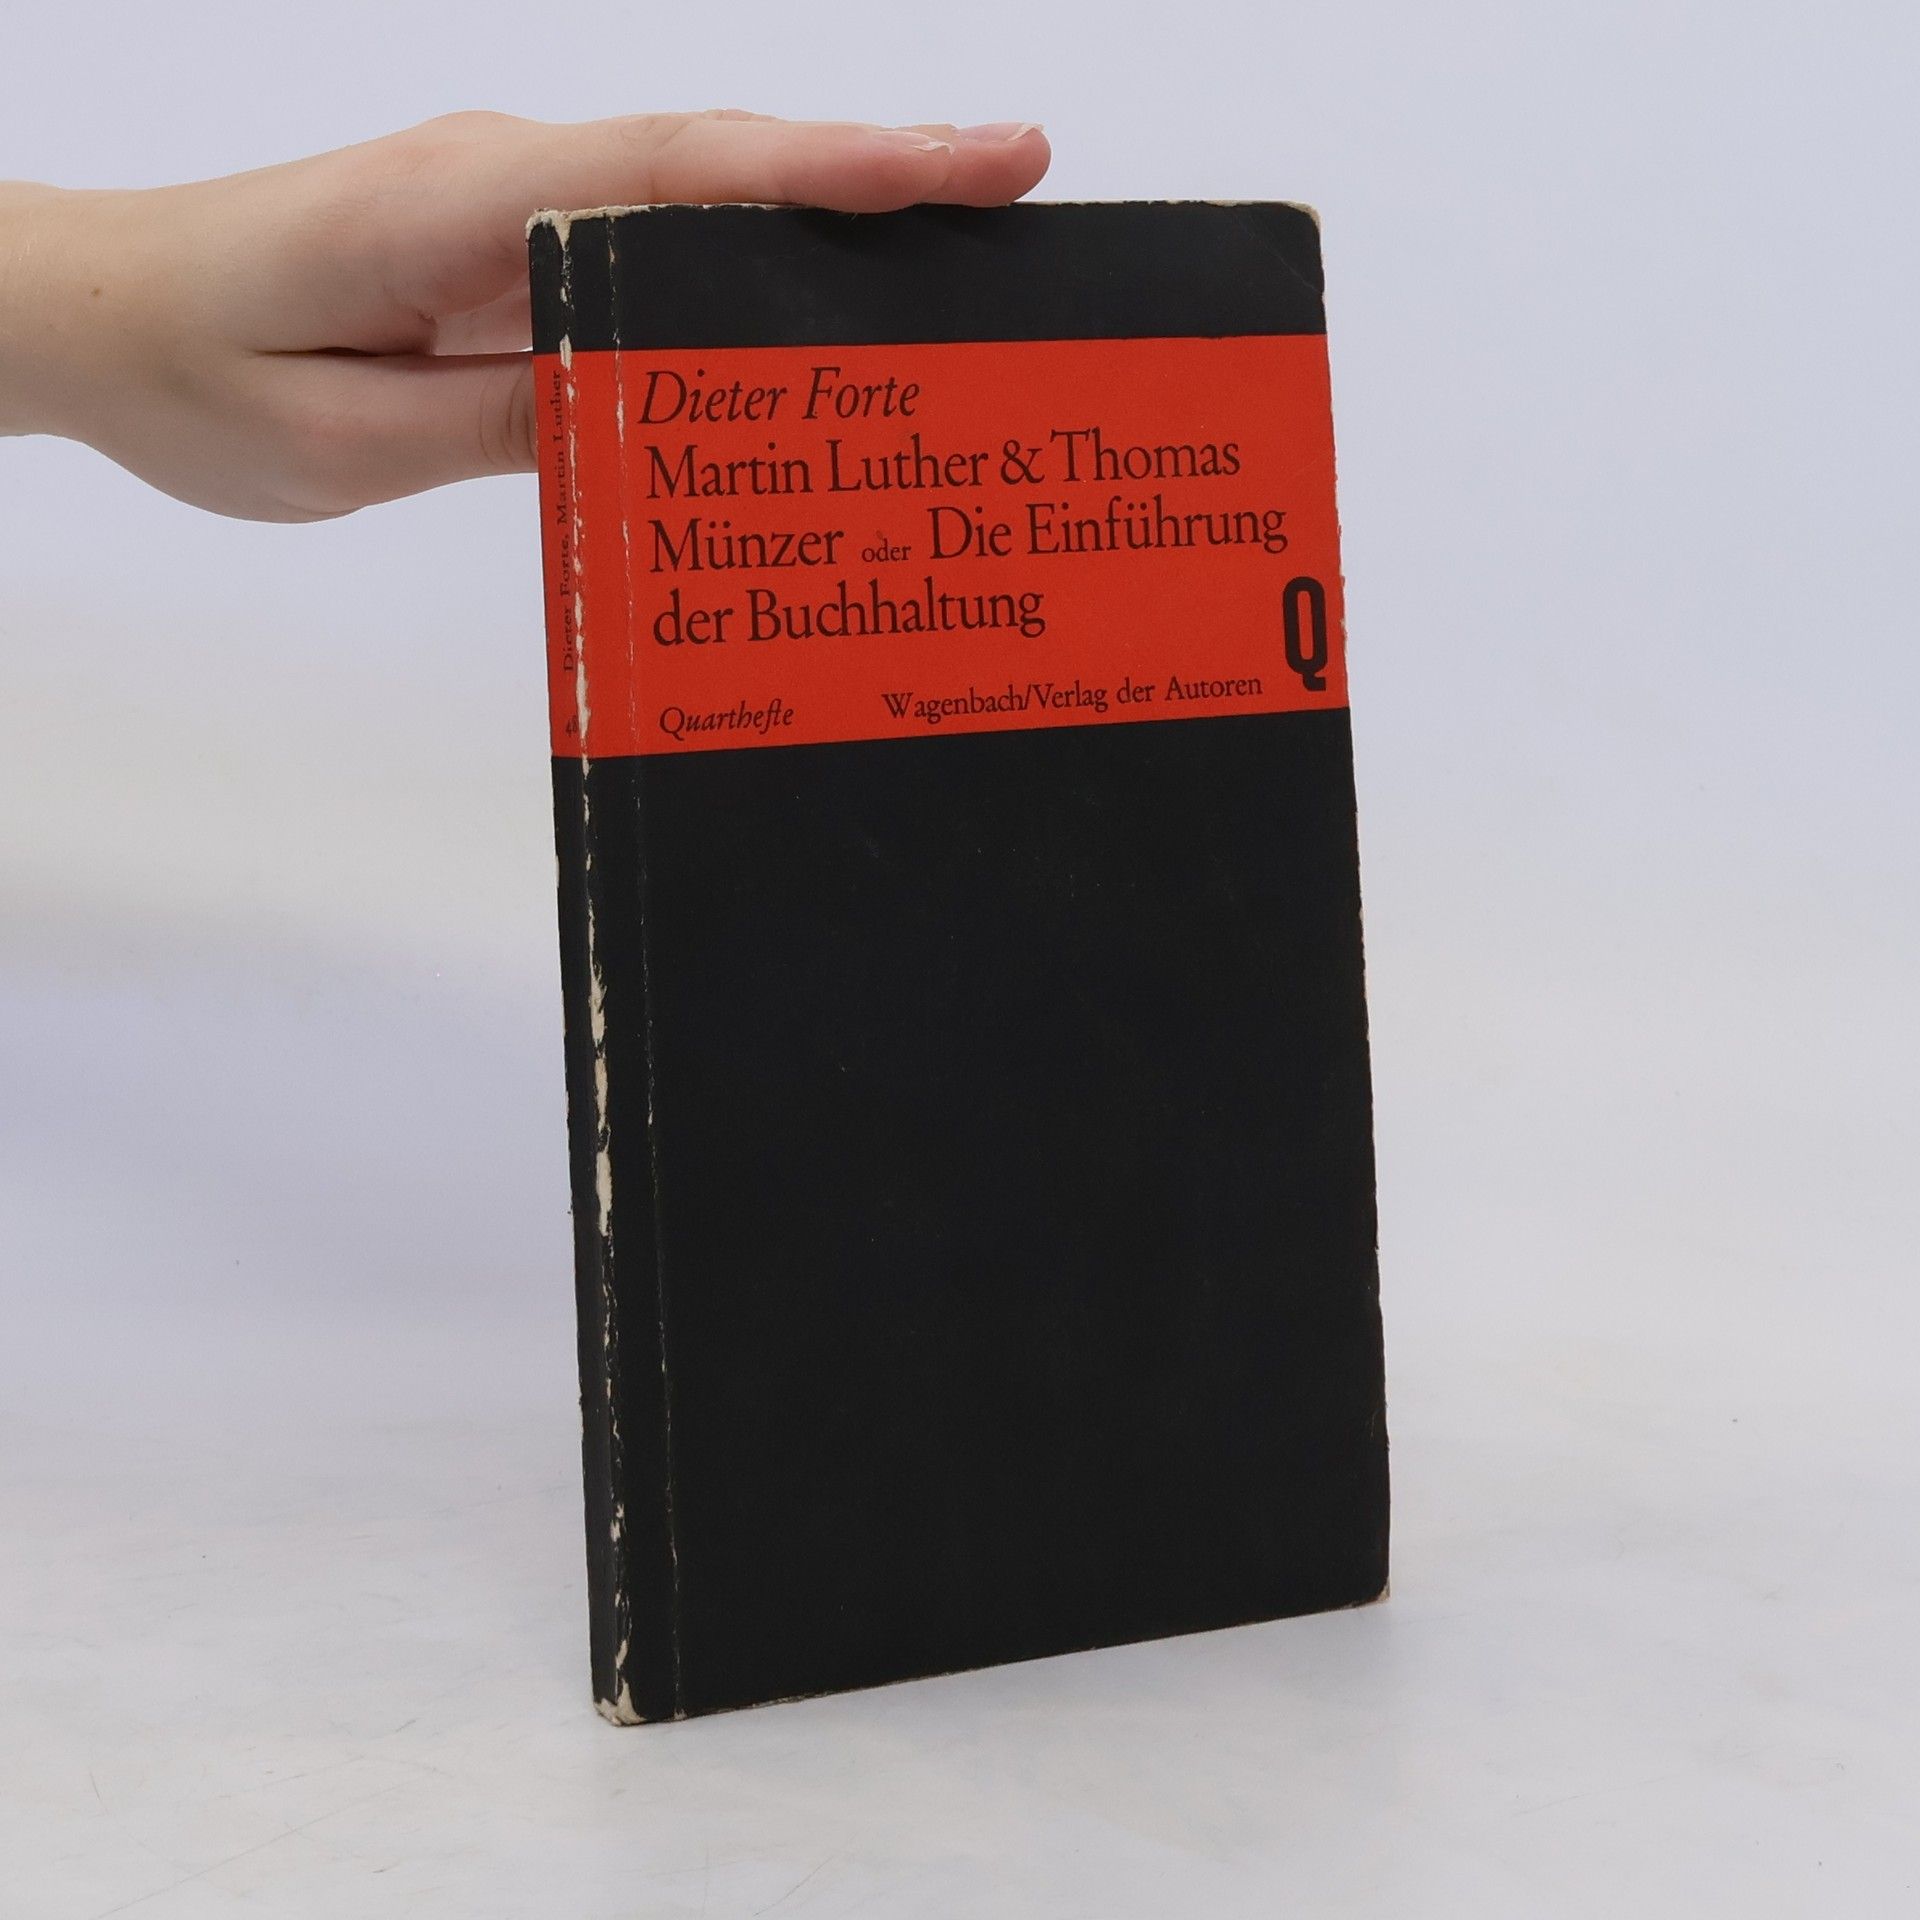 Dieter Forte
Martin Luther & Thomas
Münzer oder Die Einführung
der Buchhaltung
Q
Quarthefte Wagenbach/Verlag der Autoren
Dieter Forte, Martin Luther
48